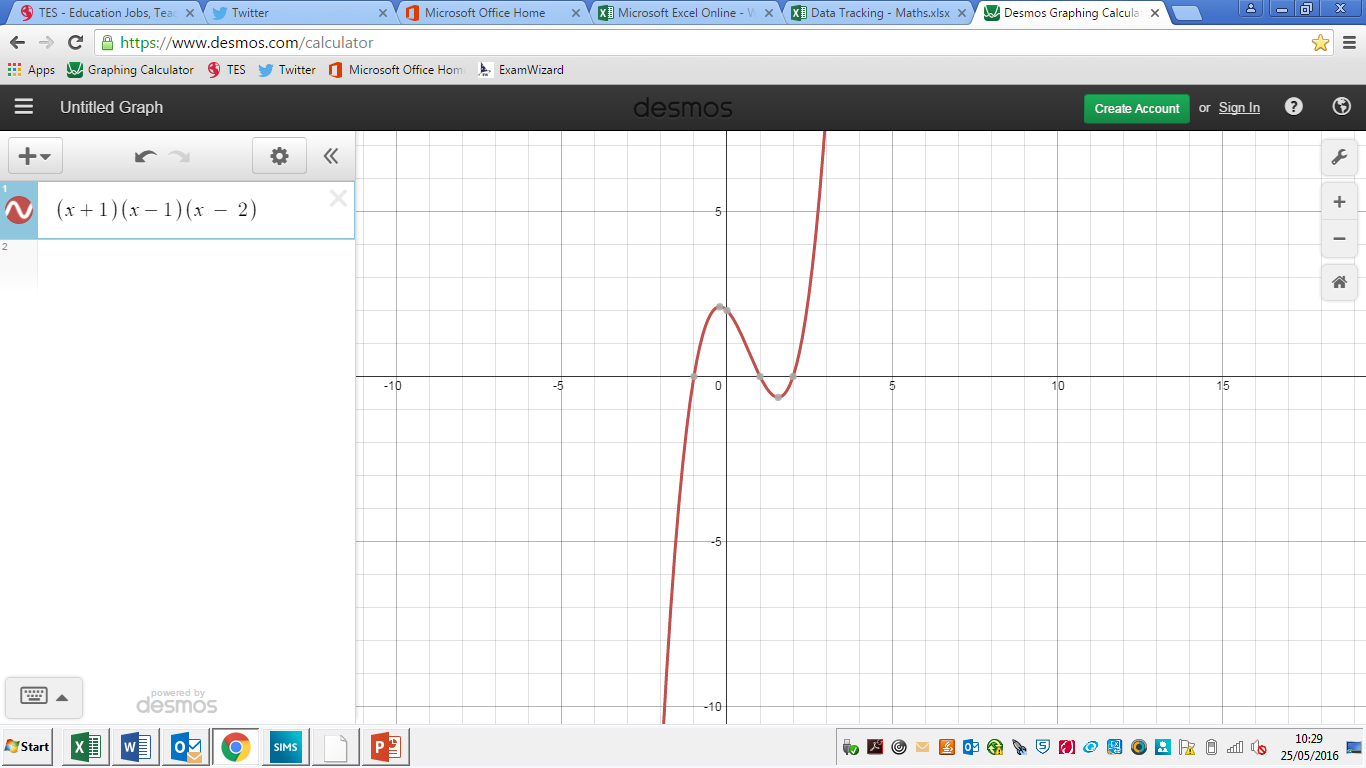 TES - Education Jobs, Tea
Twitter
Microsoft Office Home
Microsoft Excel Online - W
Data Tracking - Maths.xlsx
Desmos Graphing Calcula
https://www.desmos.com/calculator
Apps Graphing Calculator TES Twitter Microsoft Office Hom ExamWizard
Untitled Graph
desmos
Create Account or Sign In ?
1
(x + 1)(x − 1)(x − 2)
2
5
-10 -5 0 5 10 15
-5
-10
powered by
desmos
Start
SIMS
10:29
25/05/2016